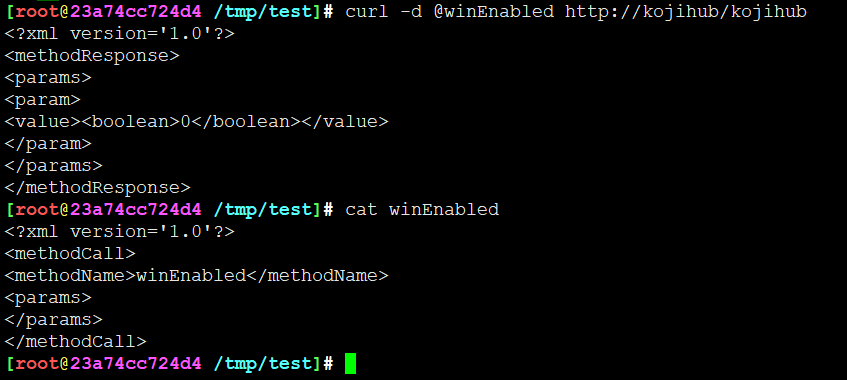 [root@23a74cc724d4 /tmp/test]# curl -d @winEnabled http://kojihub/kojihub
<?xml version='1.0'?>
<methodResponse>
<params>
<param>
<value><boolean>0</boolean></value>
</param>
</params>
</methodResponse>
[root@23a74cc724d4 /tmp/test]# cat winEnabled
<?xml version='1.0'?>
<methodCall>
<methodName>winEnabled</methodName>
<params>
</params>
</methodCall>
[root@23a74cc724d4 /tmp/test]#